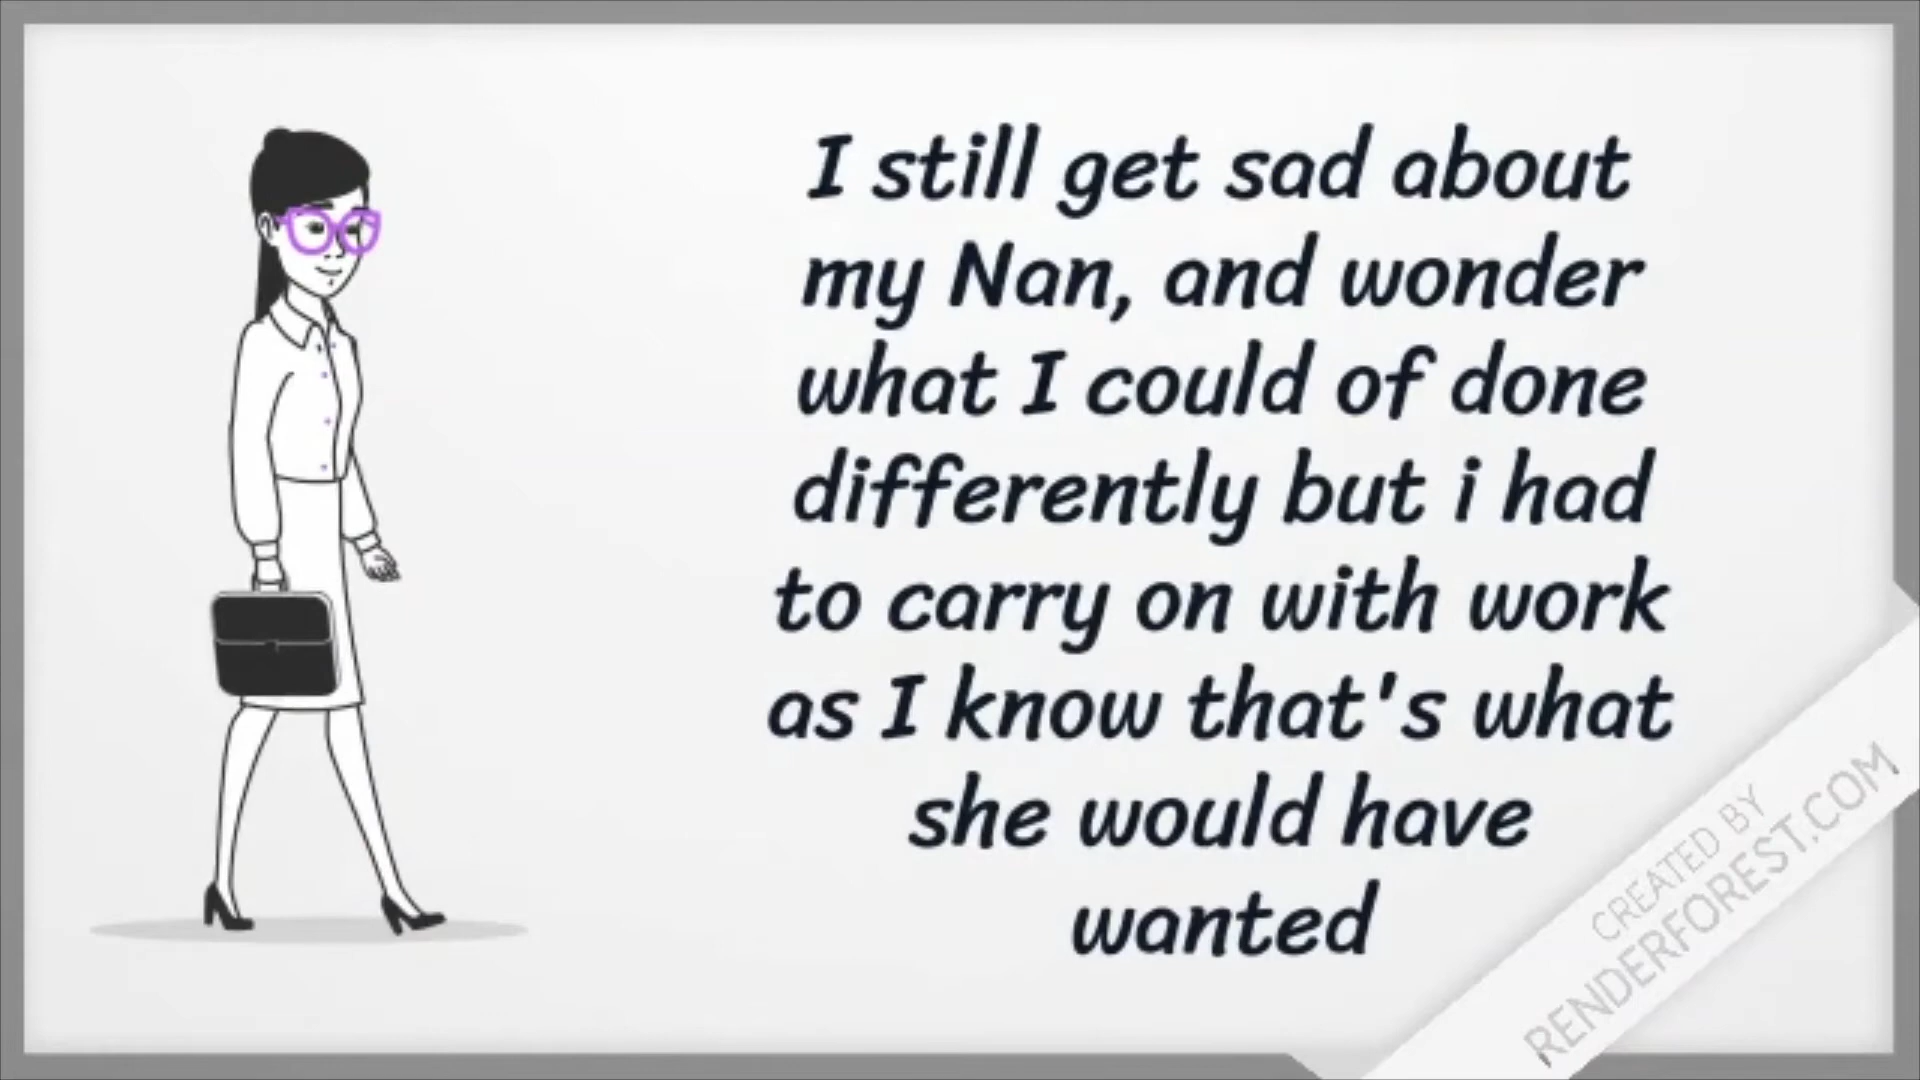 I still get sad about
my Nan, and wonder
what I could of done
differently but i had
to carry on with work
as I know that's what
she would have
wanted
CREATED BY
RENDERFOREST.COM